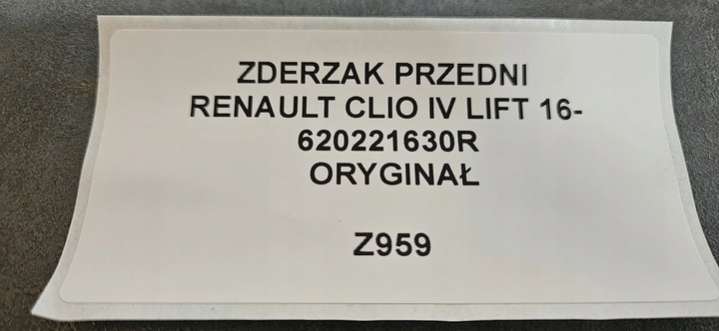 ZDERZAK PRZEDNI
RENAULT CLIO IV LIFT 16-
620221630R
ORYGINAŁ
Z959